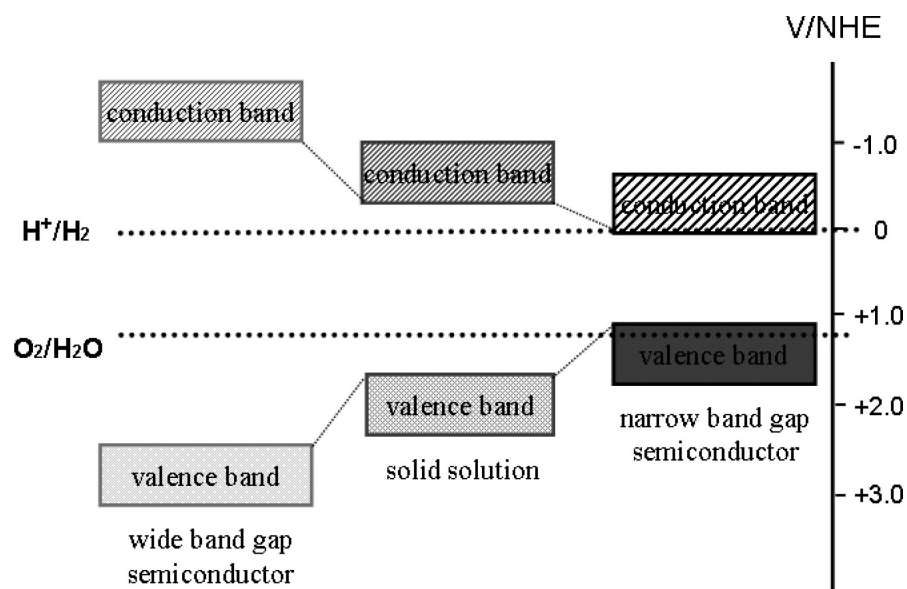 V/NHE
conduction band
conduction band
conduction band
-1.0
H⁺/H₂
0
+1.0
O₂/H₂O
valence band
valence band
+2.0
narrow band gap
semiconductor
valence band
solid solution
+3.0
wide band gap
semiconductor